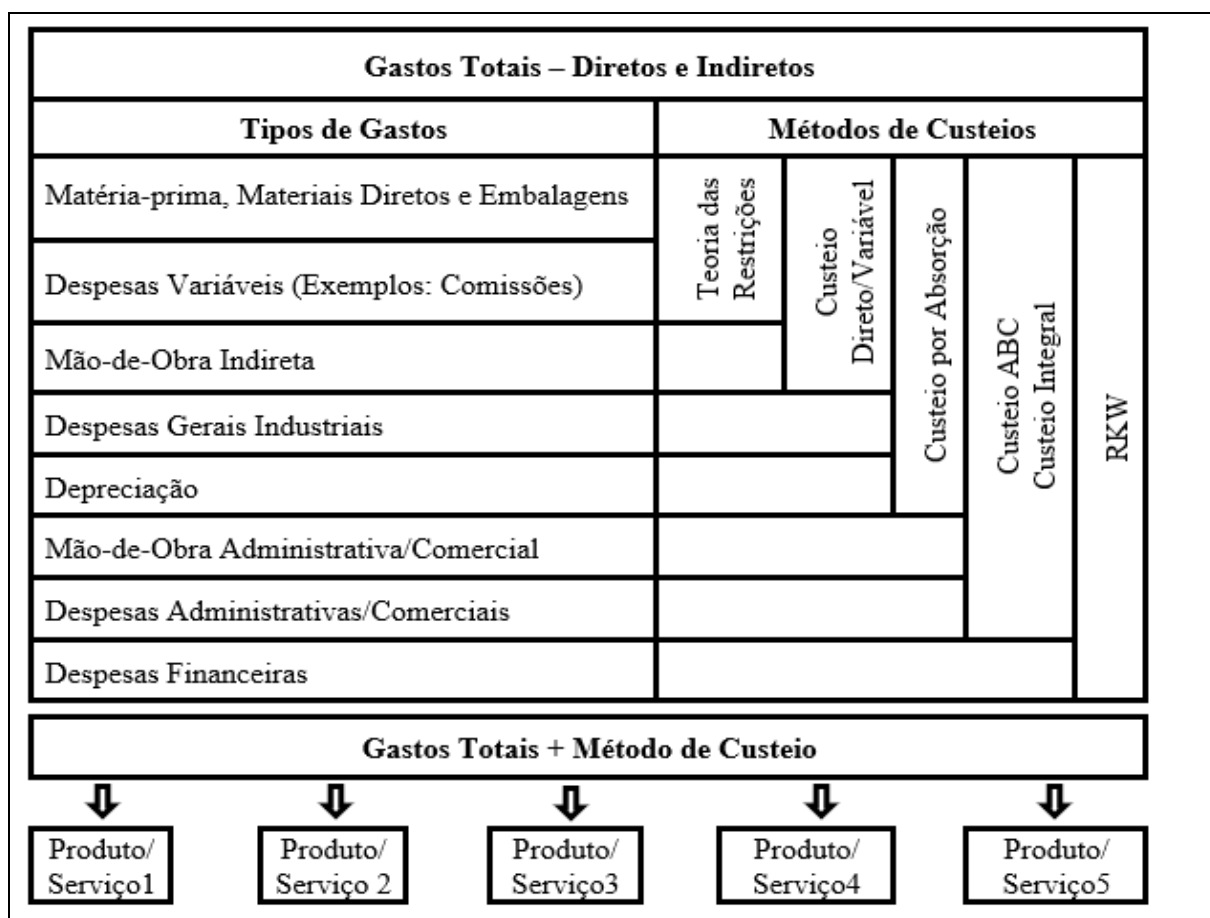 Gastos Totais – Diretos e Indiretos
Tipos de Gastos
Métodos de Custeios
Matéria-prima, Materiais Diretos e Embalagens
Despesas Variáveis (Exemplos: Comissões)
Mão-de-Obra Indireta
Despesas Gerais Industriais
Depreciação
Mão-de-Obra Administrativa/Comercial
Despesas Administrativas/Comerciais
Despesas Financeiras
Teoria das
Restrições
Custeio
Direto/Variável
Custeio por Absorção
Custeio ABC
Custeio Integral
RKW
Gastos Totais + Método de Custeio
Produto/
Serviço1
Produto/
Serviço 2
Produto/
Serviço3
Produto/
Serviço4
Produto/
Serviço5